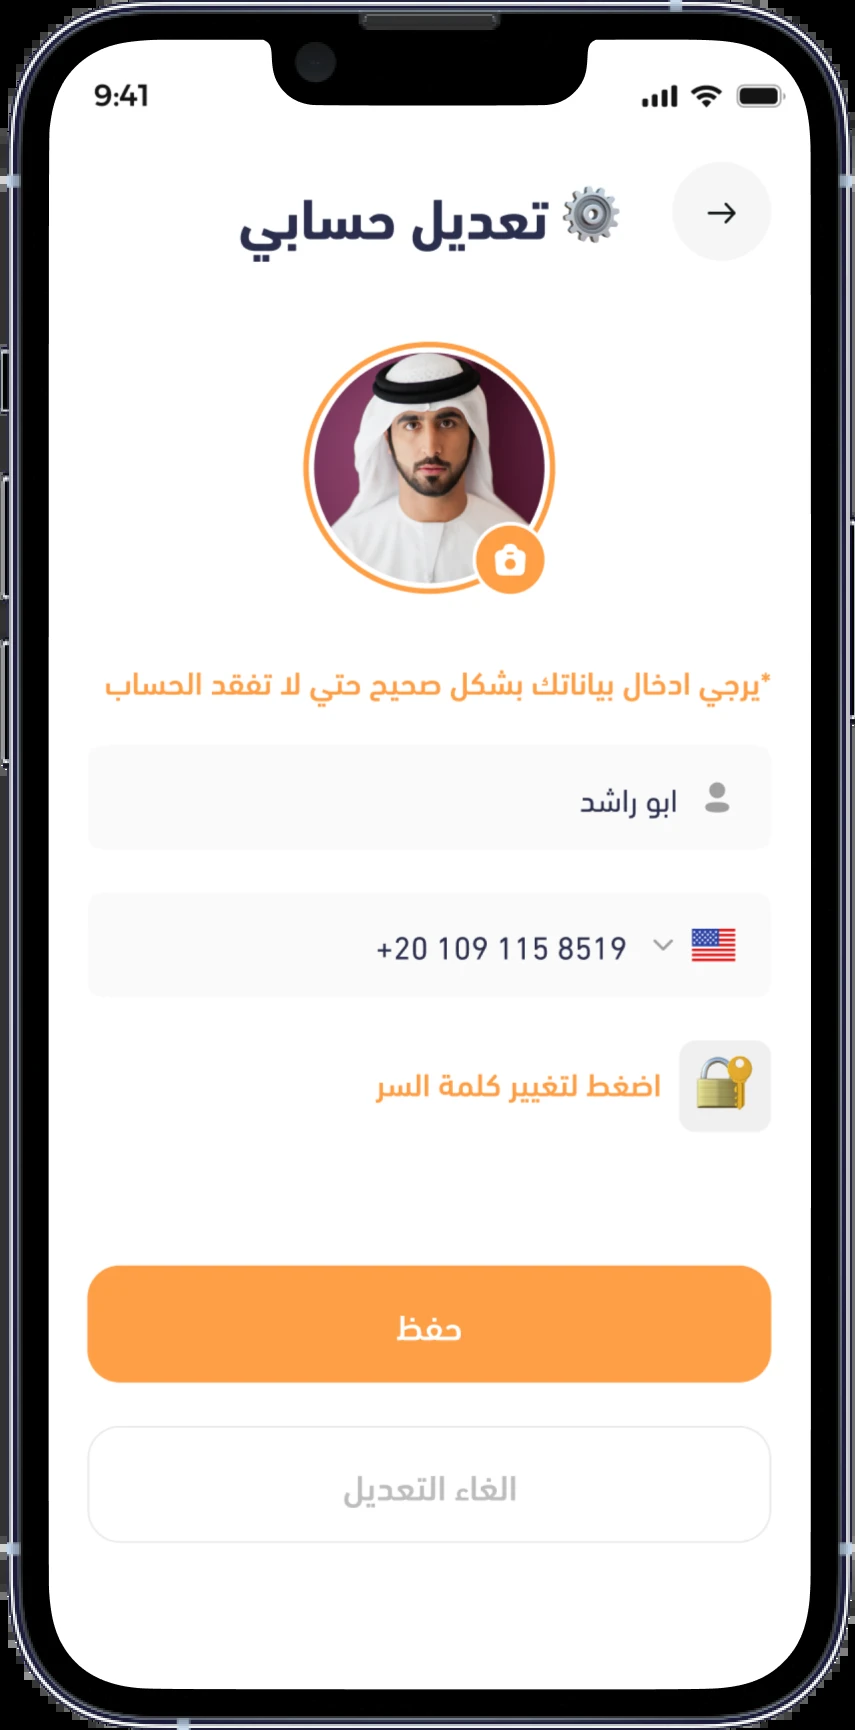 9:41
تعديل حسابي
*يرجي ادخال بياناتك بشكل صحيح حتي لا تفقد الحساب
ابو راشد
+20 109 115 8519
اضغط لتغيير كلمة السر
حفظ
الغاء التعديل